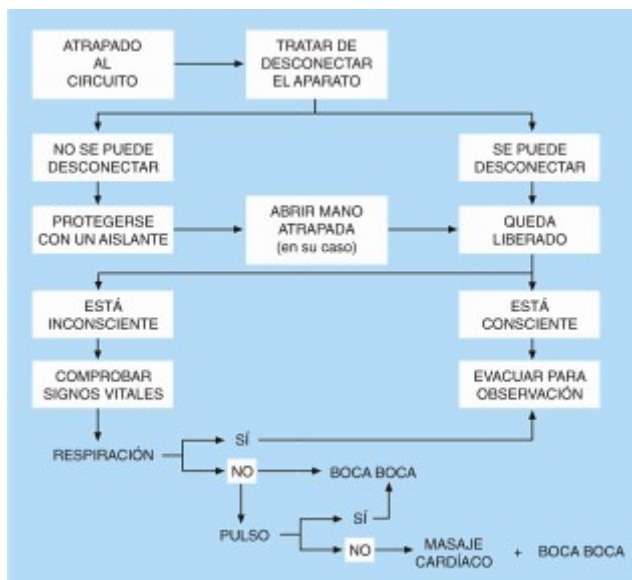 ATRAPADO
AL
CIRCUITO
TRATAR DE
DESCONECTAR
EL APARATO
NO SE PUEDE
DESCONECTAR
SE PUEDE
DESCONECTAR
PROTEGERSE
CON UN AISLANTE
ABRIR MANO
ATRAPADA
(en su caso)
QUEDA
LIBERADO
ESTÁ
INCONSCIENTE
ESTÁ
CONSCIENTE
COMPROBAR
SIGNOS VITALES
EVACUAR PARA
OBSERVACIÓN
RESPIRACIÓN
SÍ
NO
BOCA BOCA
PULSO
SÍ
NO
MASAJE
CARDÍACO
+ BOCA BOCA